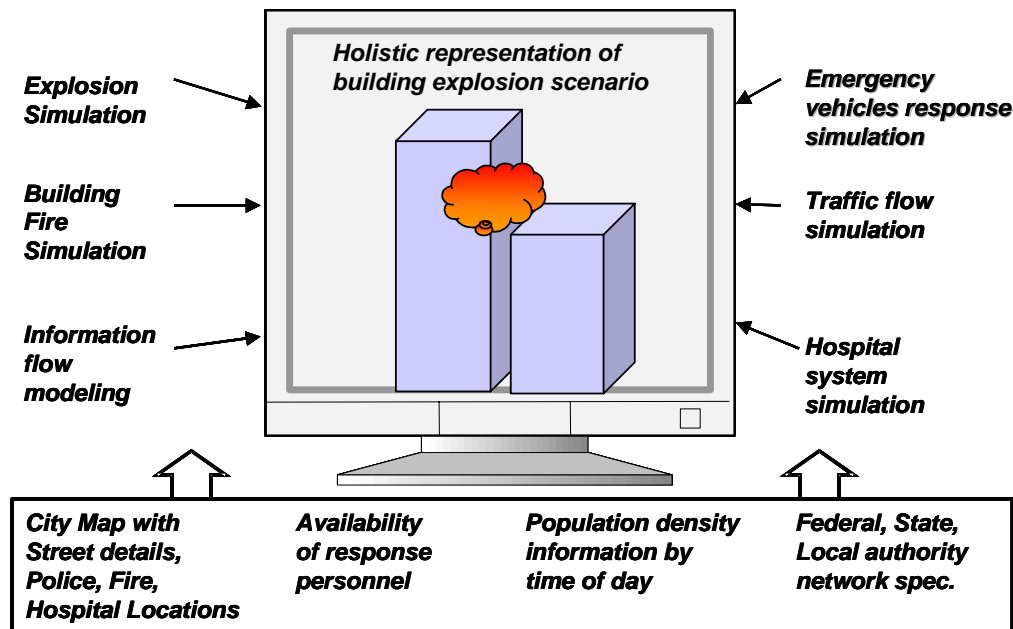 Holistic representation of
building explosion scenario
Explosion
Simulation
Building
Fire
Simulation
Information
flow
modeling
Emergency
vehicles response
simulation
Traffic flow
simulation
Hospital
system
simulation
City Map with
Street details,
Police, Fire,
Hospital Locations
Availability
of response
personnel
Population density
information by
time of day
Federal, State,
Local authority
network spec.